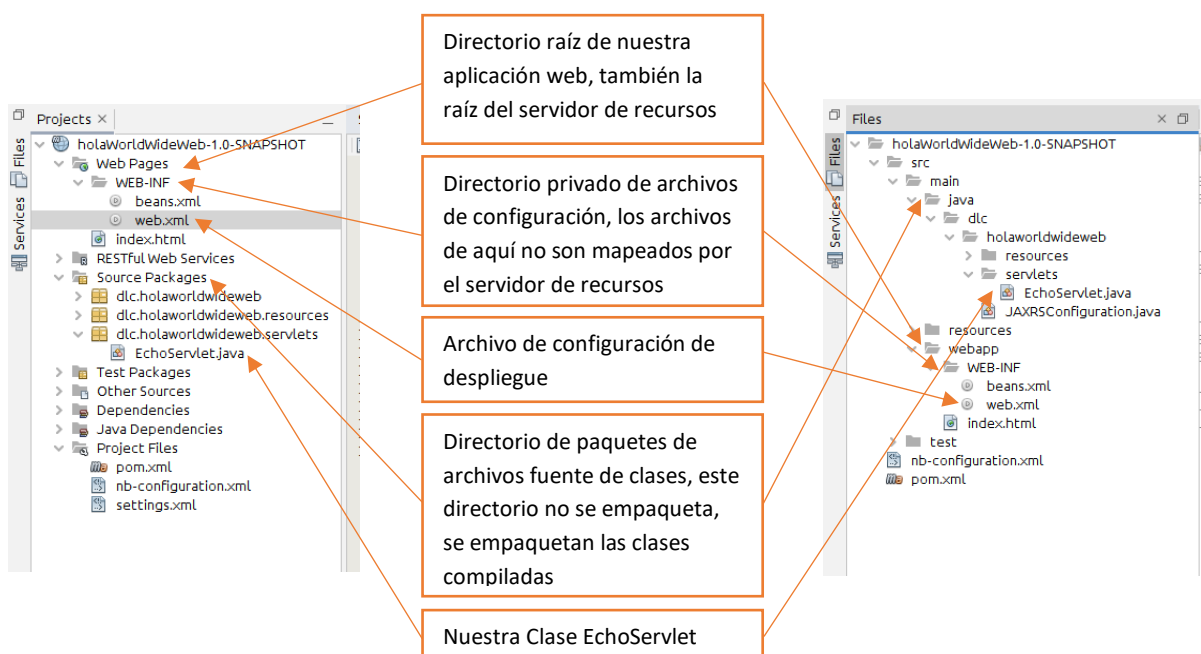 Directorio raíz de nuestra
aplicación web, también la
raíz del servidor de recursos
Directorio privado de archivos
de configuración, los archivos
de aquí no son mapeados por
el servidor de recursos
Archivo de configuración de
despliegue
Directorio de paquetes de
archivos fuente de clases, este
directorio no se empaqueta,
se empaquetan las clases
compiladas
Nuestra Clase EchoServlet
Files
Services
Projects ×
holaWorldWideWeb-1.0-SNAPSHOT
Web Pages
WEB-INF
beans.xml
web.xml
index.html
RESTful Web Services
Source Packages
dlc.holaworldwideweb
dlc.holaworldwideweb.resources
dlc.holaworldwideweb.servlets
EchoServlet.java
Test Packages
Other Sources
Dependencies
Java Dependencies
Project Files
pom.xml
nb-configuration.xml
settings.xml
Files
Services
Files ×
holaWorldWideWeb-1.0-SNAPSHOT
src
main
java
dlc
holaworldwideweb
resources
servlets
EchoServlet.java
JAXRSConfiguration.java
resources
webapp
WEB-INF
beans.xml
web.xml
index.html
test
nb-configuration.xml
pom.xml